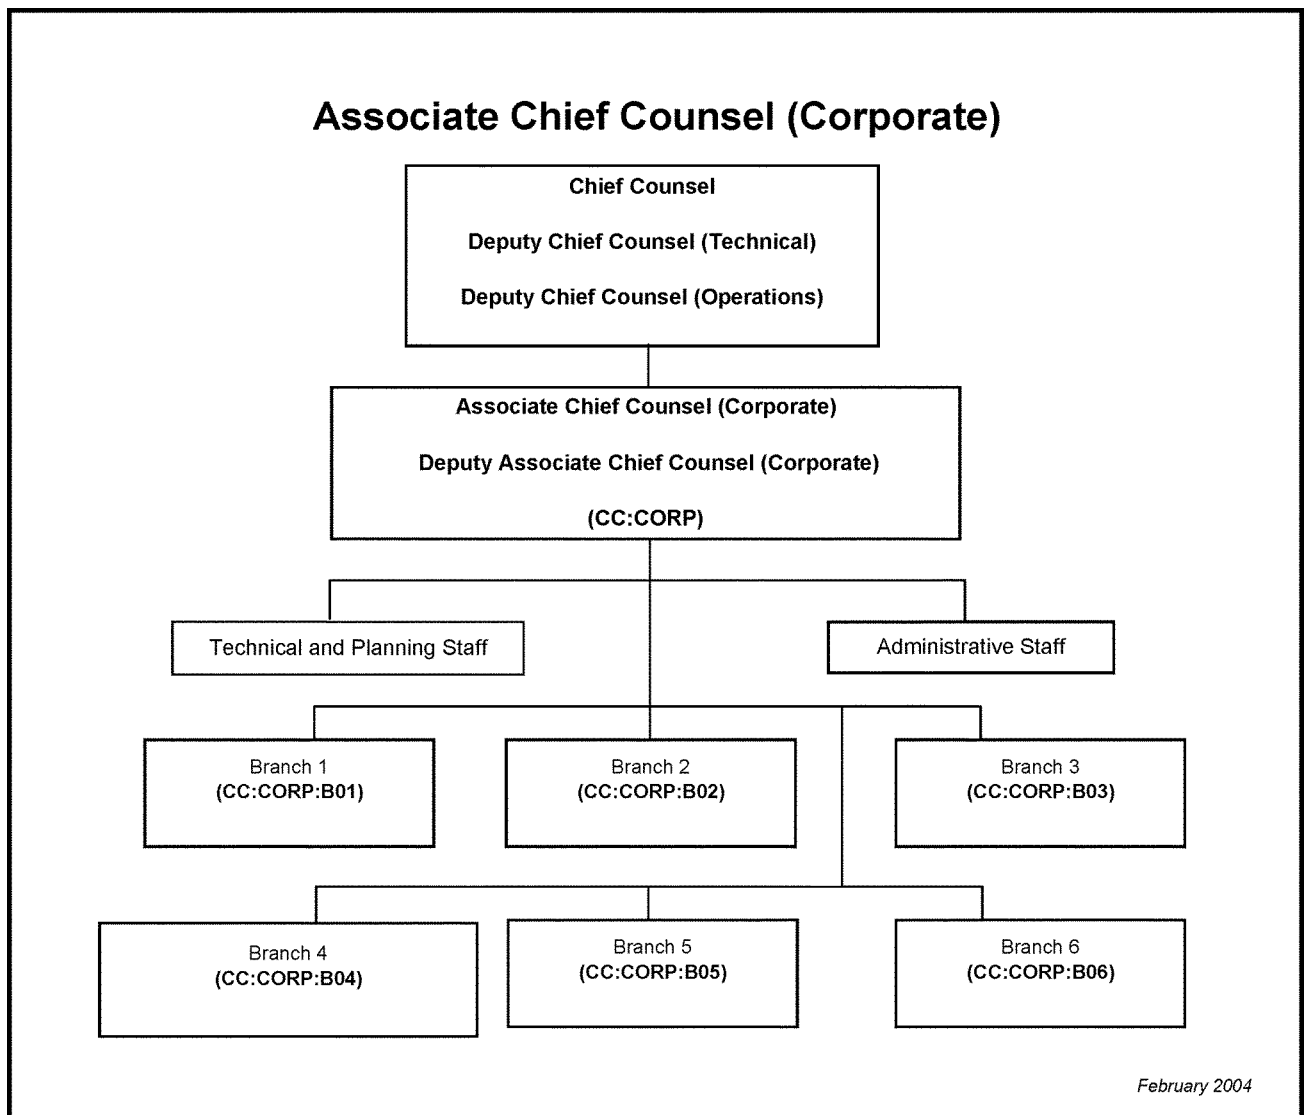 Associate Chief Counsel (Corporate)
Chief Counsel
Deputy Chief Counsel (Technical)
Deputy Chief Counsel (Operations)
Associate Chief Counsel (Corporate)
Deputy Associate Chief Counsel (Corporate)
(CC:CORP)
Technical and Planning Staff
Administrative Staff
Branch 1
(CC:CORP:B01)
Branch 2
(CC:CORP:B02)
Branch 3
(CC:CORP:B03)
Branch 4
(CC:CORP:B04)
Branch 5
(CC:CORP:B05)
Branch 6
(CC:CORP:B06)
February 2004